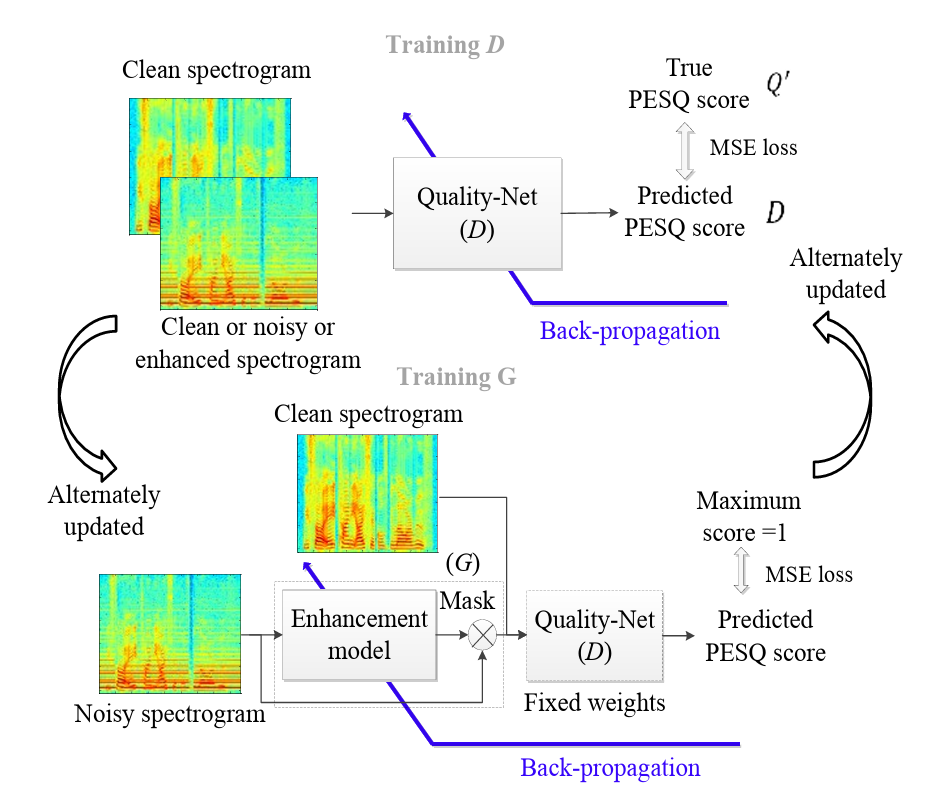 Training D
Clean spectrogram
True
PESQ score Q′
MSE loss
Quality-Net
(D)
Predicted
PESQ score D
Alternately
updated
Clean or noisy or
enhanced spectrogram
Back-propagation
Training G
Clean spectrogram
Alternately
updated
Maximum
score =1
(G)
MSE loss
Mask
Enhancement
model
Quality-Net
(D)
Predicted
PESQ score
Noisy spectrogram
Fixed weights
Back-propagation